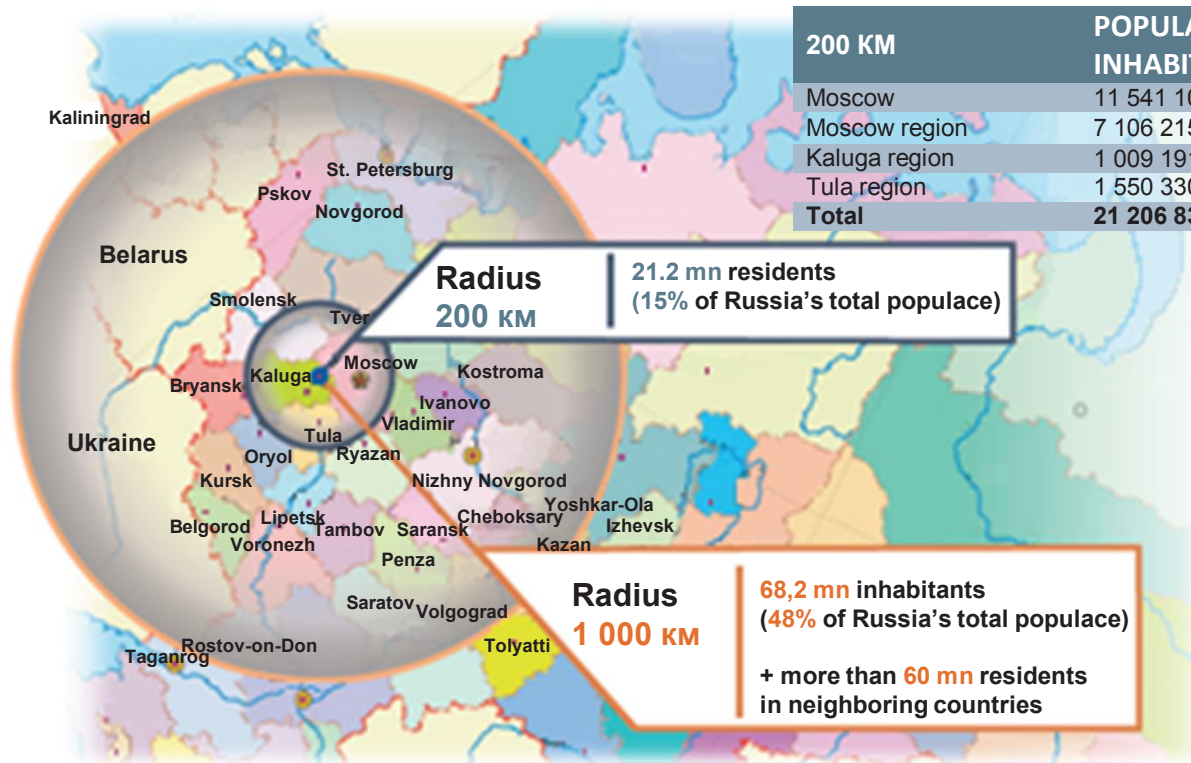 200 КМ
POPULA
INHABIT
Moscow 11 541 10
Moscow region 7 106 215
Kaluga region 1 009 191
Tula region 1 550 330
Total 21 206 83
Kaliningrad
St. Petersburg
Pskov
Novgorod
Belarus
Smolensk
Tver
Radius
200 км
21.2 mn residents
(15% of Russia’s total populace)
Moscow
Kaluga
Bryansk
Kostroma
Ivanovo
Vladimir
Ukraine
Tula
Oryol
Ryazan
Kursk
Nizhny Novgorod
Yoshkar-Ola
Izhevsk
Cheboksary
Belgorod
Lipetsk
Tambov
Saransk
Voronezh
Kazan
Penza
Saratov
Volgograd
Rostov-on-Don
Taganrog
Tolyatti
Radius
1 000 км
68,2 mn inhabitants
(48% of Russia’s total populace)
+ more than 60 mn residents
in neighboring countries